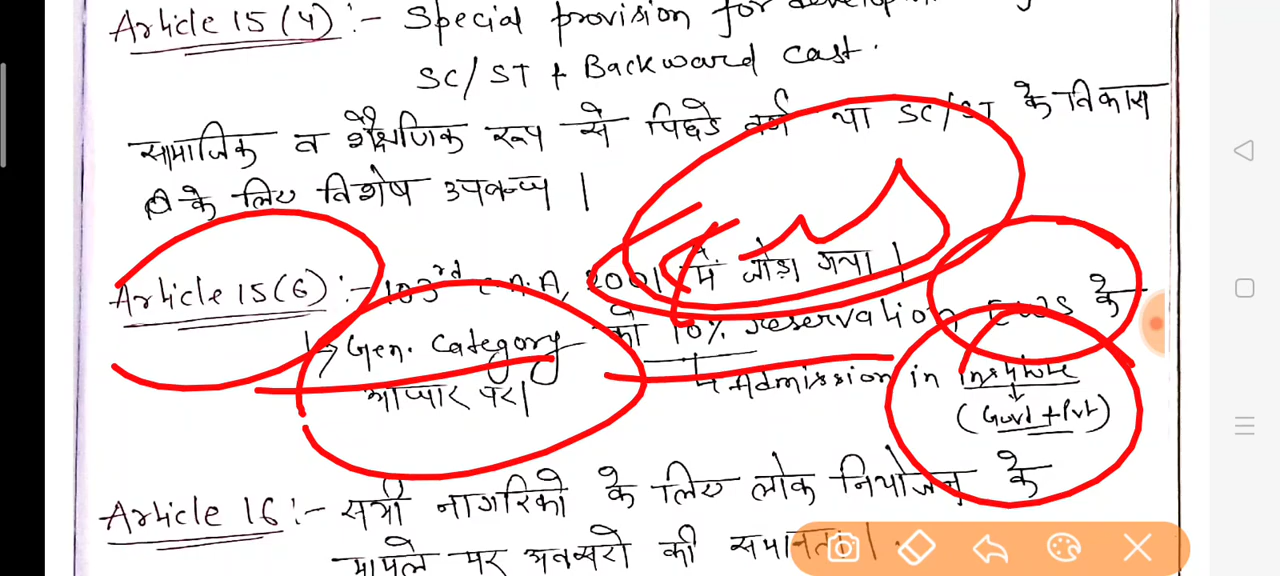 Article 15(4) :- Special provision for
SC/ST + Backward cast.
सामाजिक व शैक्षणिक रूप से पिछड़े वर्ग या SC/ST के विकास
के लिए विशेष उपबन्ध |
Article 15(6) :- 103rd C.A.A, 2001 में जोड़ा गया |
→ Gen. Category को 10% reservation EWS के
आधार पर| ↳ Admission in institute
(Govt + Pvt)
Article 16 :- सभी नागरिको के लिए लोक नियोजन के
मामले पर अवसरो की समानता |